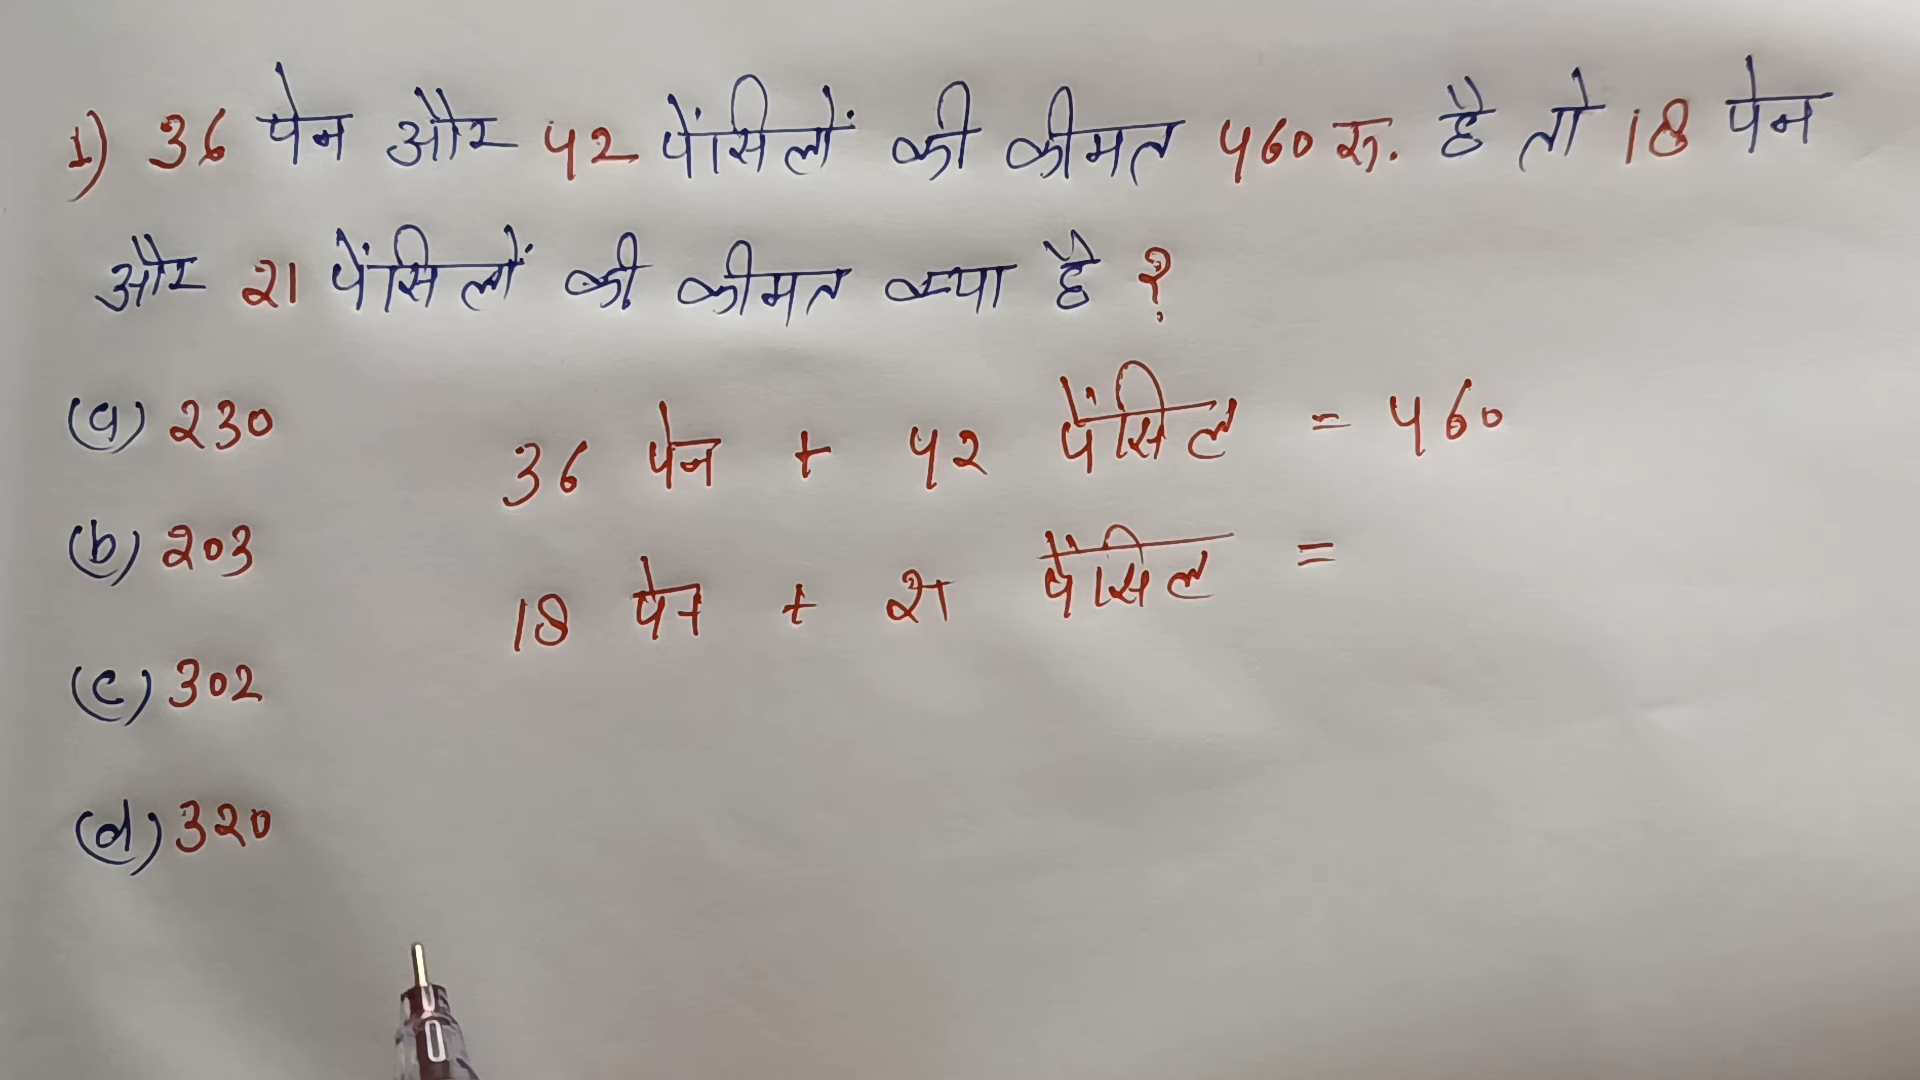 1) 36 पेन और 42 पेंसिलों की कीमत 460 रु. है तो 18 पेन
और 21 पेंसिलों की कीमत क्या है ?
(a) 230
36 पेन + 42 पेंसिल = 460
(b) 203
18 पेन + 21 पेंसिल =
(c) 302
(d) 320